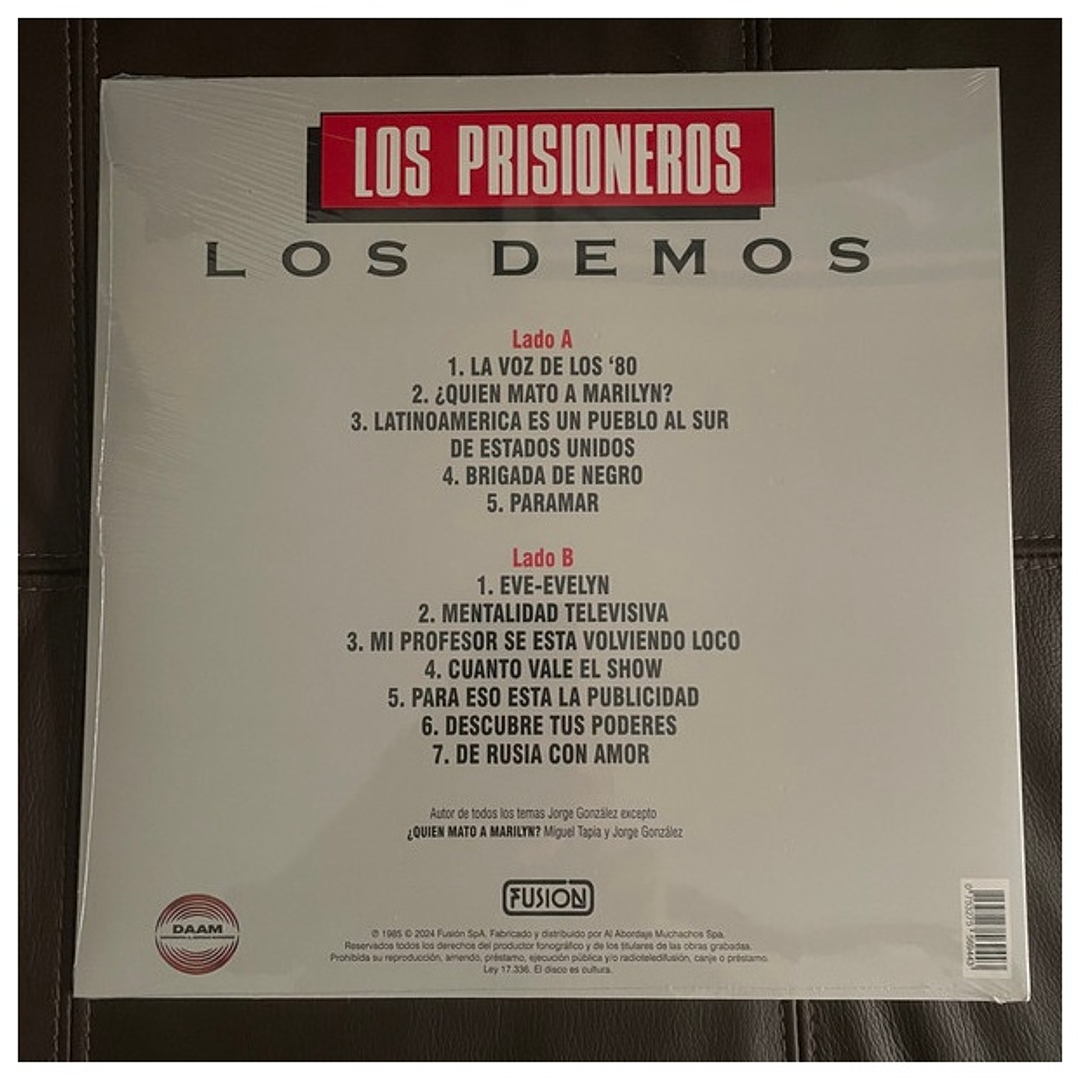 LOS PRISIONEROS
LOS DEMOS
Lado A
1. LA VOZ DE LOS ‘80
2. ¿QUIEN MATO A MARILYN?
3. LATINOAMERICA ES UN PUEBLO AL SUR
DE ESTADOS UNIDOS
4. BRIGADA DE NEGRO
5. PARAMAR
Lado B
1. EVE-EVELYN
2. MENTALIDAD TELEVISIVA
3. MI PROFESOR SE ESTA VOLVIENDO LOCO
4. CUANTO VALE EL SHOW
5. PARA ESO ESTA LA PUBLICIDAD
6. DESCUBRE TUS PODERES
7. DE RUSIA CON AMOR
Autor de todos los temas Jorge González excepto
¿QUIEN MATO A MARILYN? Miguel Tapia y Jorge González
FUSION
DAAM
℗ 1985 © 2024 Fusión SpA. Fabricado y distribuido por Al Abordaje Muchachos Spa.
Reservados todos los derechos del productor fonográfico y de los titulares de las obras grabadas.
Prohibida su reproducción, arriendo, préstamo, ejecución pública y/o radioteledifusión, canje o préstamo.
Ley 17.336. El disco es cultura.